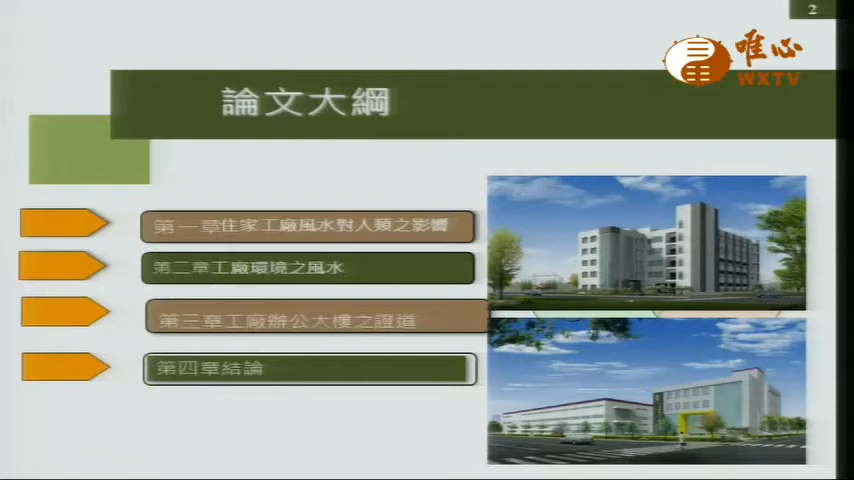 2
唯心
WXTV
論文大綱
第一章住家工廠風水對人類之影響
第二章工廠環境之風水
第三章工廠辦公大樓之證道
第四章結論